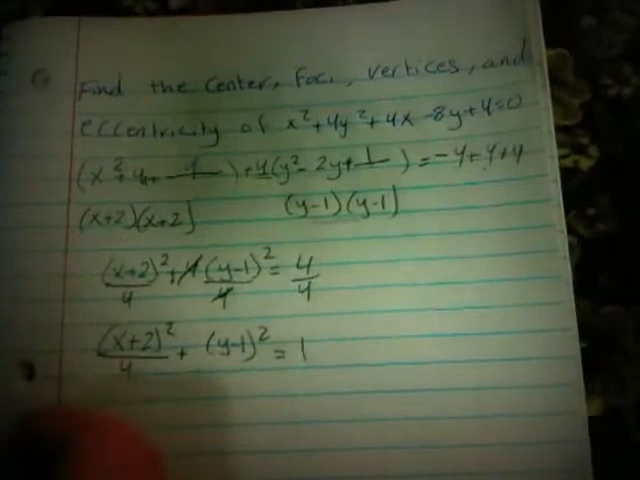 Find the center, foci, vertices, and
eccentricity of x²+4y²+4x-8y+4=0
(x²+4x+ 4 )+4(y²-2y+ 1 )=-4+4+4
(x+2)(x+2) (y-1)(y-1)
(x+2)²/4 + 4(y-1)²/4 = 4/4
(x+2)²/4 + (y-1)² = 1